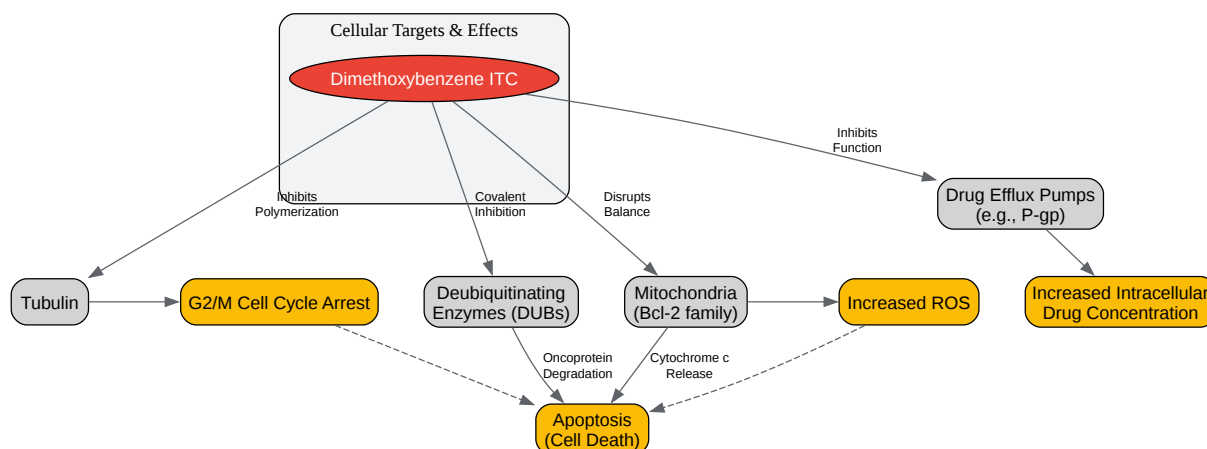 Cellular Targets & Effects
Dimethoxybenzene ITC
Inhibits
Function
Inhibits
Polymerization
Covalent
Inhibition
Disrupts
Balance
Drug Efflux Pumps
(e.g., P-gp)
Tubulin
G2/M Cell Cycle Arrest
Deubiquitinating
Enzymes (DUBs)
Mitochondria
(Bcl-2 family)
Increased ROS
Increased Intracellular
Drug Concentration
Oncoprotein
Degradation
Cytochrome c
Release
Apoptosis
(Cell Death)